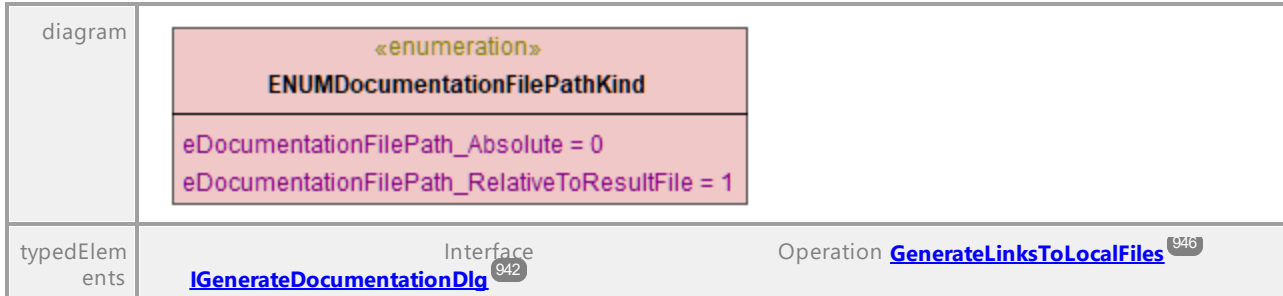 diagram
«enumeration»
ENUMDocumentationFilePathKind
eDocumentationFilePath_Absolute = 0
eDocumentationFilePath_RelativeToResultFile = 1
typedElem
ents
Interface
IGenerateDocumentationDlg 942
Operation GenerateLinksToLocalFiles 946